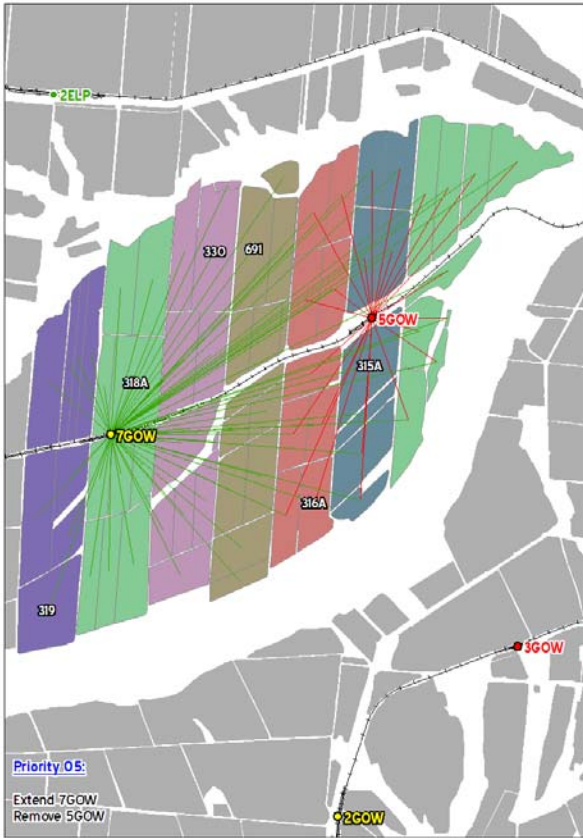 2ELP
330
691
5GOW
315A
318A
7GOW
316A
319
3GOW
Priority 05:
Extend 7GOW
Remove 5GOW
2GOW